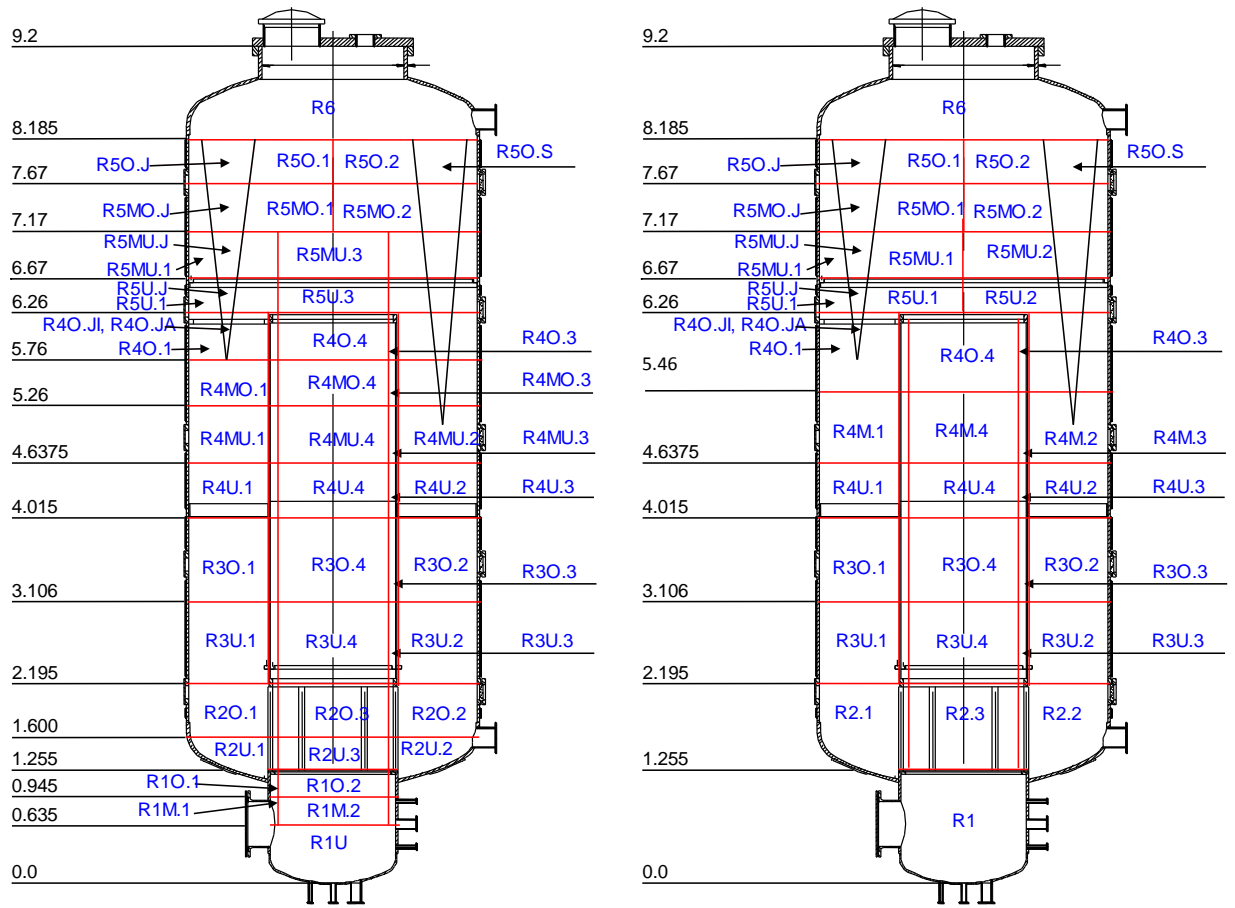 9.2
R6
8.185
R5O.J
R5O.1
R5O.2
R5O.S
7.67
R5MO.J
R5MO.1
R5MO.2
7.17
R5MU.J
R5MU.3
R5MU.1
6.67
R5U.J
R5U.3
R5U.1
6.26
R4O.JI, R4O.JA
R4O.4
R4O.3
R4O.1
5.76
R4MO.1
R4MO.4
R4MO.3
5.26
R4MU.1
R4MU.4
R4MU.2
R4MU.3
4.6375
R4U.1
R4U.4
R4U.2
R4U.3
4.015
R3O.1
R3O.4
R3O.2
R3O.3
3.106
R3U.1
R3U.4
R3U.2
R3U.3
2.195
R2O.1
R2O.3
R2O.2
1.600
R2U.1
R2U.3
R2U.2
1.255
R1O.1
R1O.2
0.945
R1M.1
R1M.2
0.635
R1U
0.0
9.2
R6
8.185
R5O.J
R5O.1
R5O.2
R5O.S
7.67
R5MO.J
R5MO.1
R5MO.2
7.17
R5MU.J
R5MU.1
R5MU.2
R5MU.1
6.67
R5U.J
R5U.1
R5U.2
R5U.1
6.26
R4O.JI, R4O.JA
R4O.4
R4O.3
R4O.1
5.46
R4M.1
R4M.4
R4M.2
R4M.3
4.6375
R4U.1
R4U.4
R4U.2
R4U.3
4.015
R3O.1
R3O.4
R3O.2
R3O.3
3.106
R3U.1
R3U.4
R3U.2
R3U.3
2.195
R2.1
R2.3
R2.2
1.255
R1
0.0